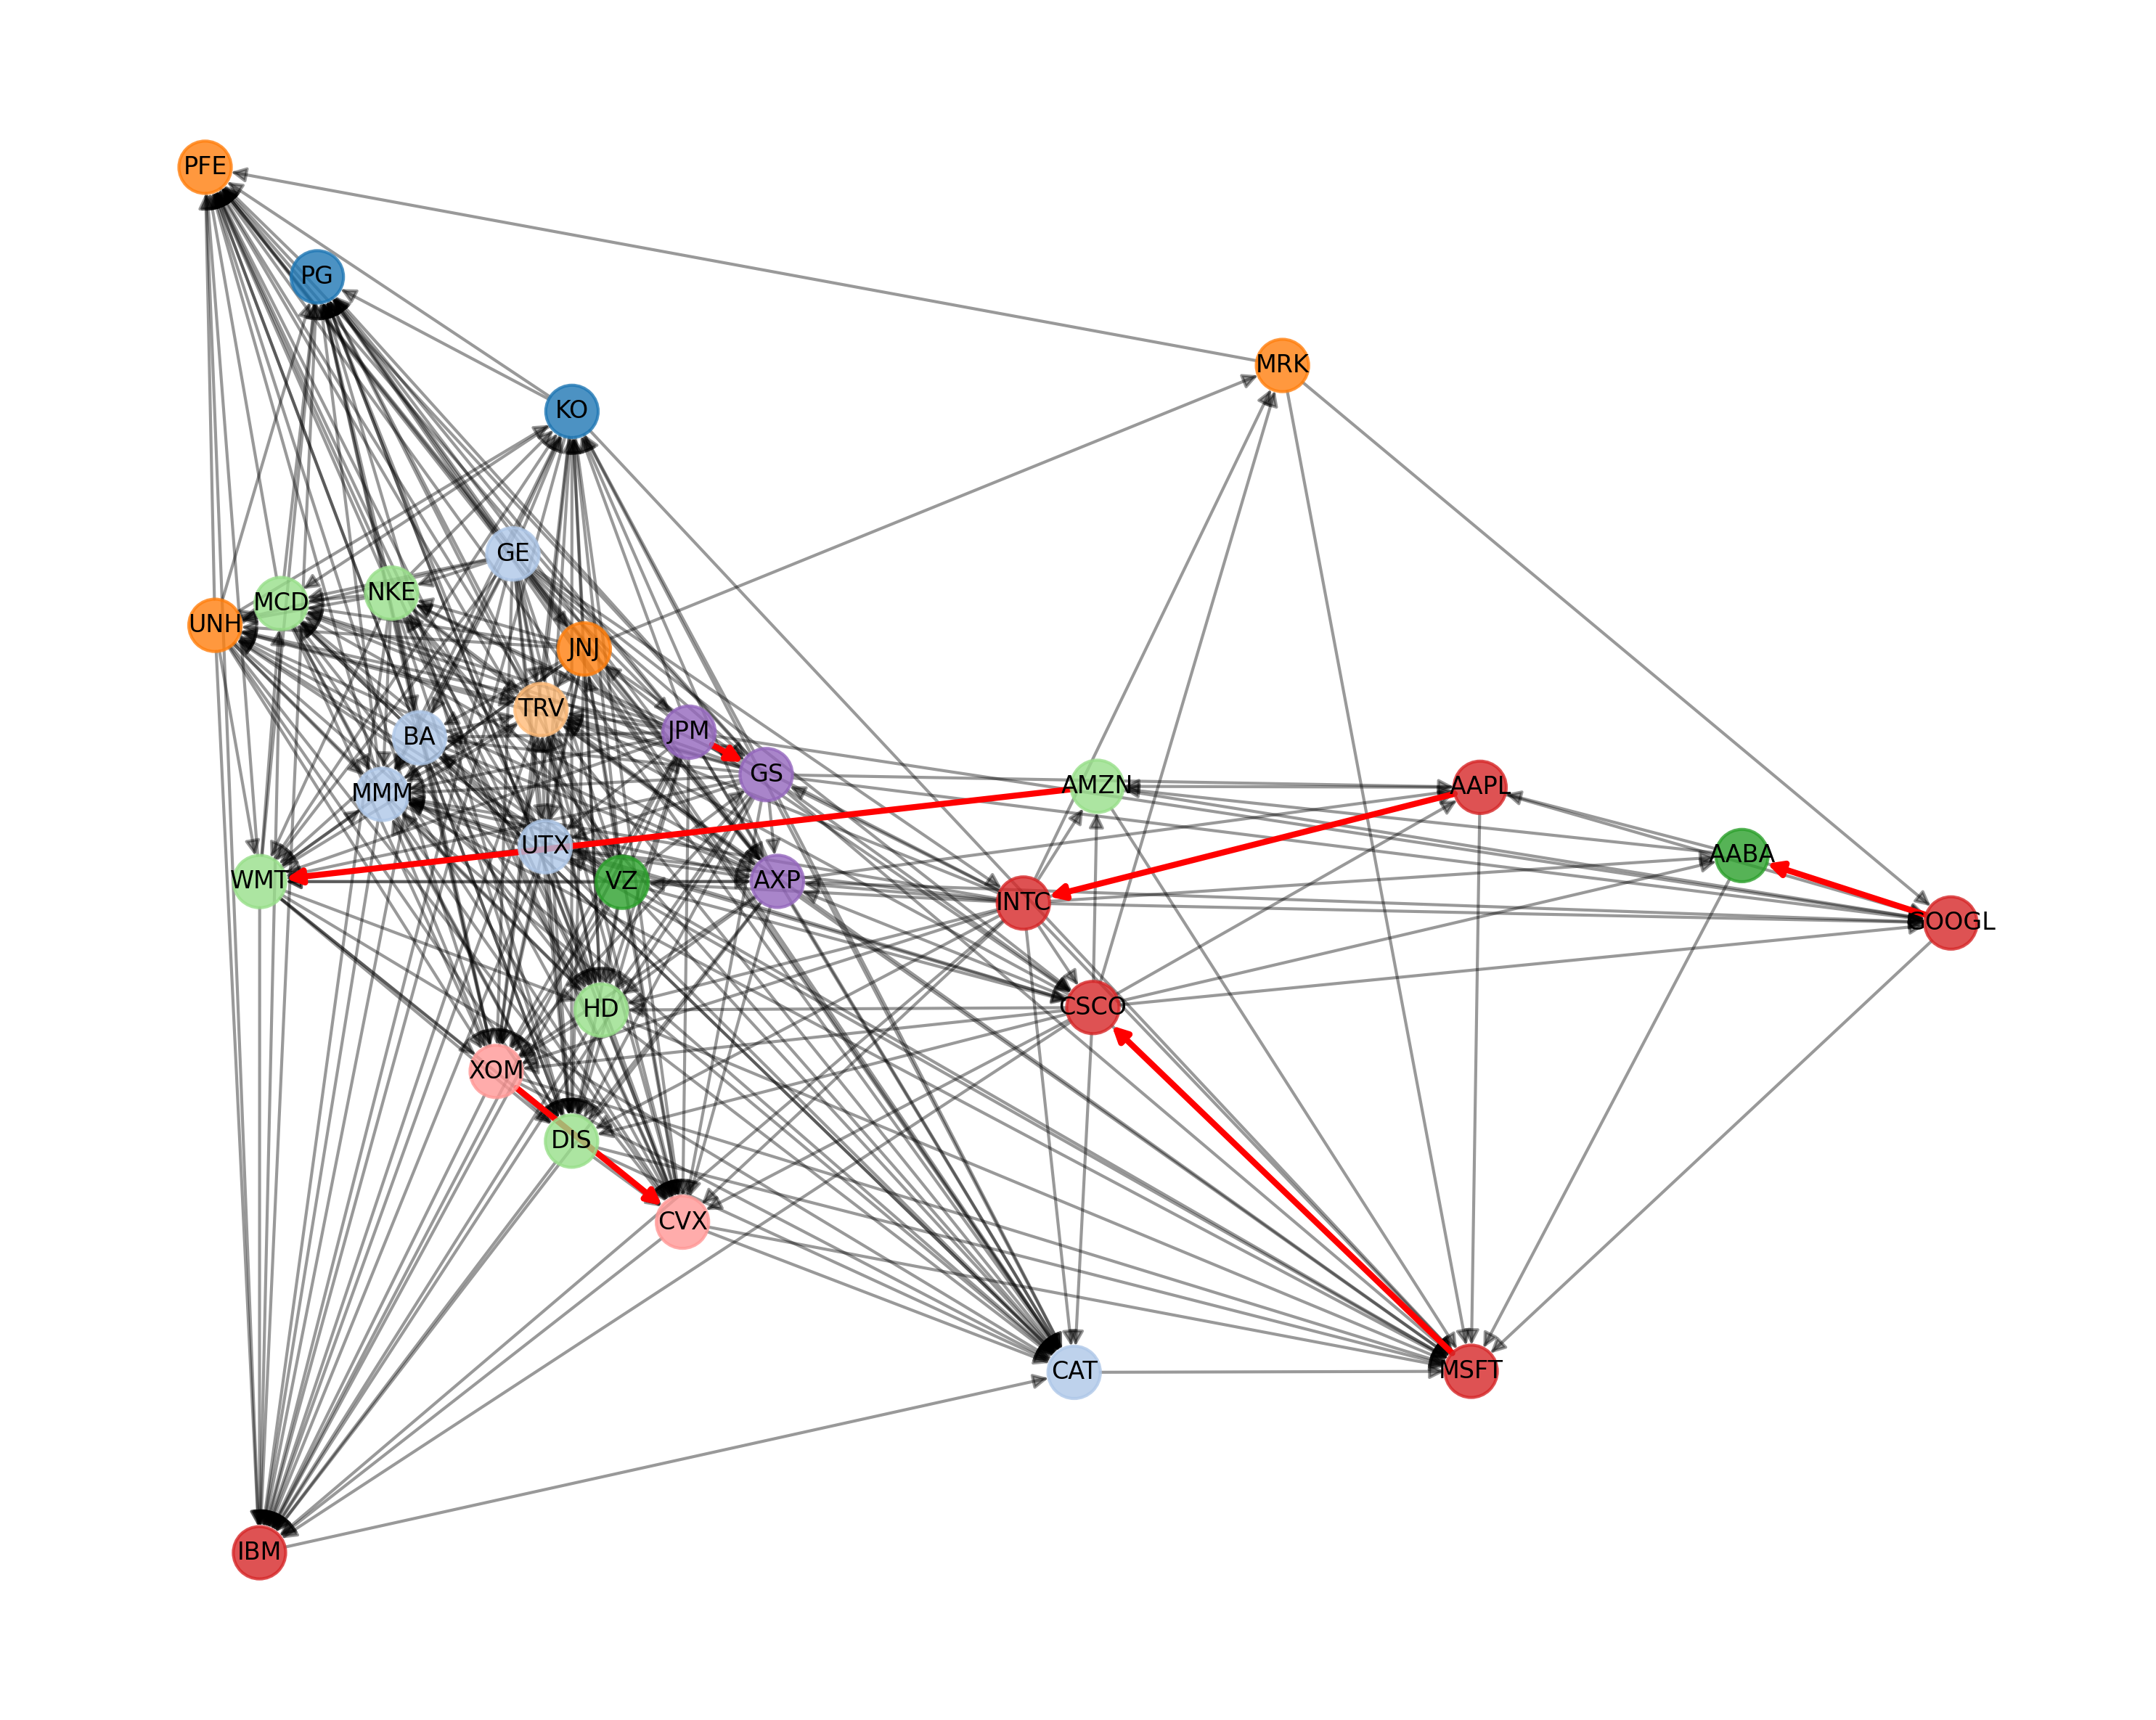 PFE
PG
MRK
KO
GE
NKE
MCD
UNH
JNJ
TRV
JPM
BA
GS
AMZN
AAPL
MMM
UTX
AABA
WMT
VZ
AXP
INTC
GOOGL
CSCO
HD
XOM
DIS
CVX
CAT
MSFT
IBM